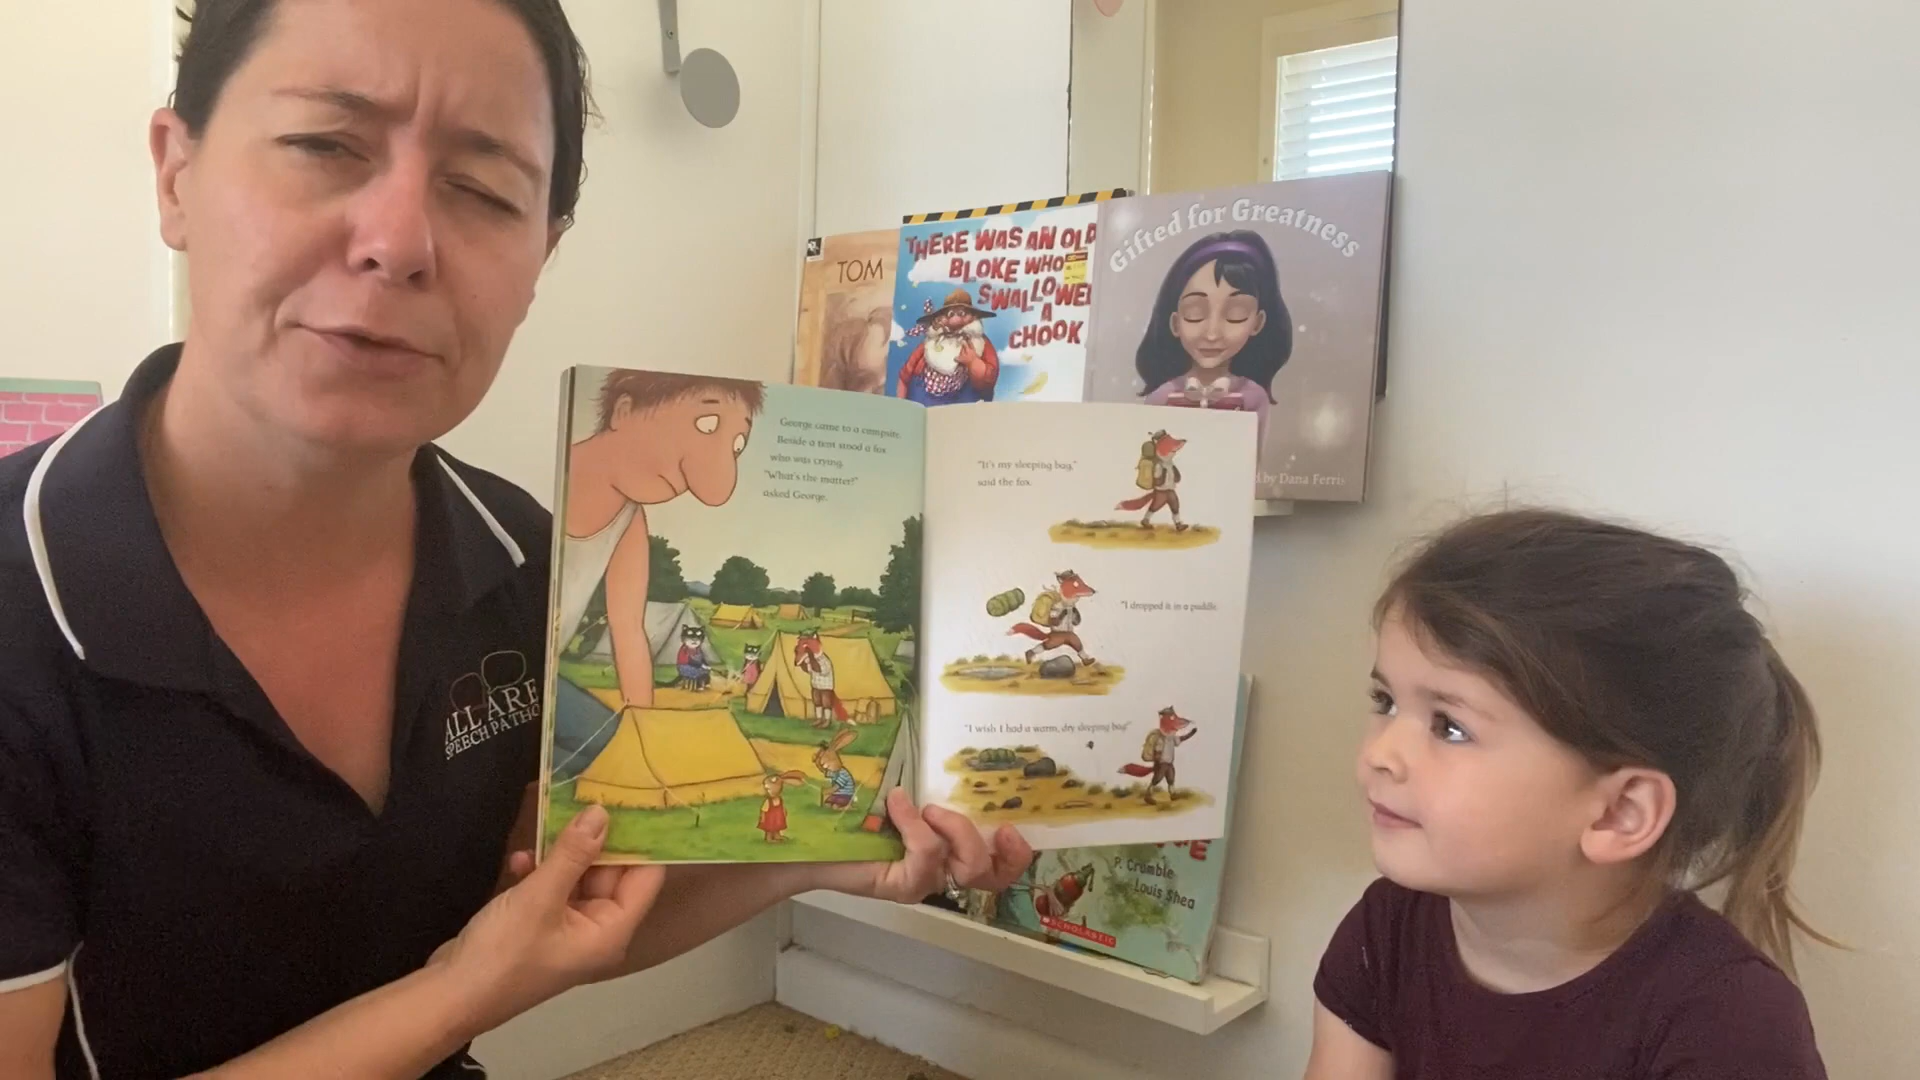 TOM
THERE WAS AN OLD
BLOKE WHO
SWALLOWED
A
CHOOK
Gifted for Greatness
by Dana Ferris
George came to a campsite.
Beside a tent stood a fox
who was crying.
"What's the matter?"
asked George.
"It's my sleeping bag,"
said the fox.
"I dropped it in a puddle.
"I wish I had a warm, dry sleeping bag!"
ALL ARE
SPEECH PATHO
P. Crumble
Louis Shea
SCHOLASTIC